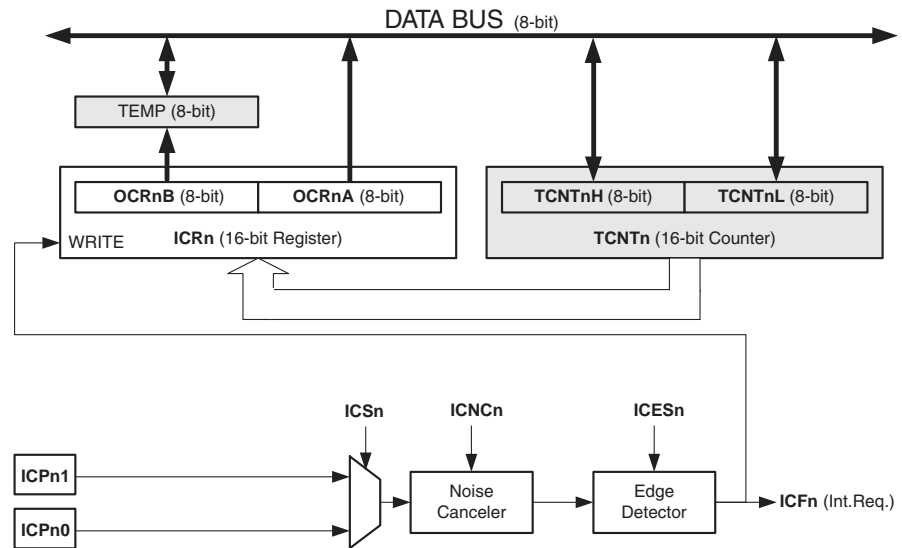 DATA BUS (8-bit)
TEMP (8-bit)
OCRnB (8-bit) OCRnA (8-bit) TCNTnH (8-bit) TCNTnL (8-bit)
WRITE ICRn (16-bit Register) TCNTn (16-bit Counter)
ICSn ICNCn ICESn
ICPn1
Noise Canceler
Edge Detector
ICFn (Int.Req.)
ICPn0